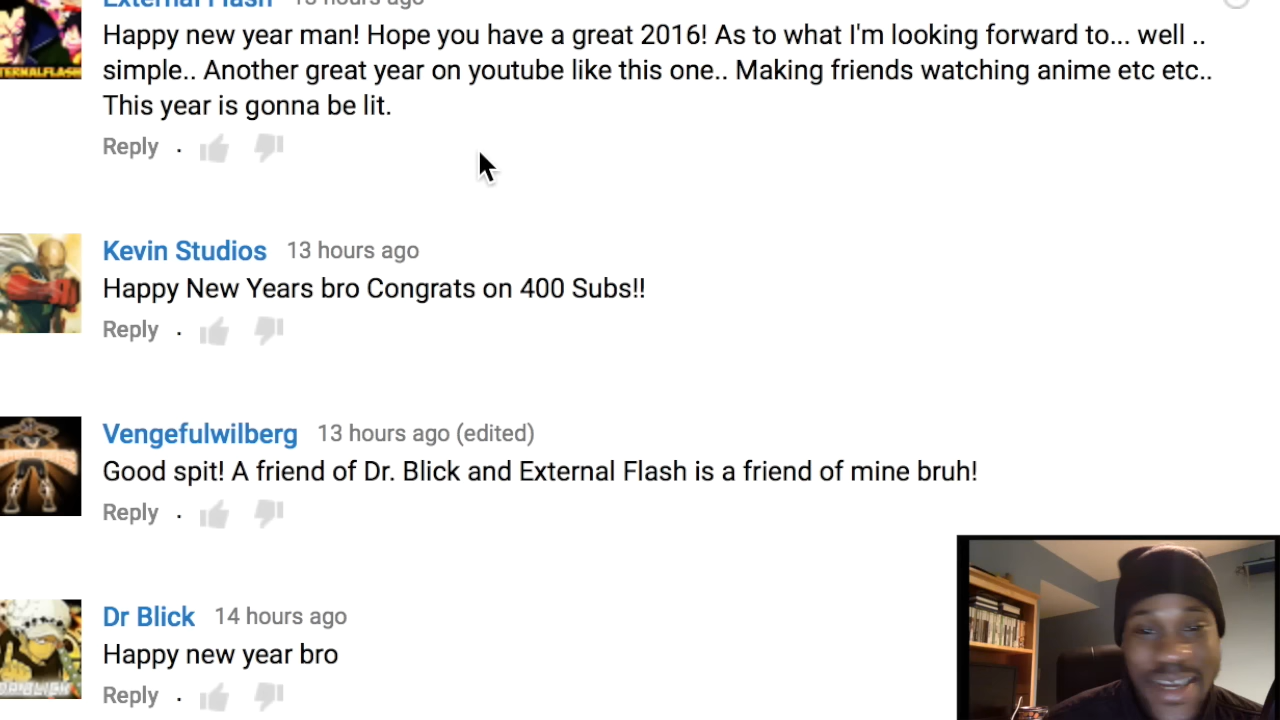 External Flash 13 hours ago
Happy new year man! Hope you have a great 2016! As to what I'm looking forward to... well ..
simple.. Another great year on youtube like this one.. Making friends watching anime etc etc..
This year is gonna be lit.
Reply .
Kevin Studios 13 hours ago
Happy New Years bro Congrats on 400 Subs!!
Reply .
Vengefulwilberg 13 hours ago (edited)
Good spit! A friend of Dr. Blick and External Flash is a friend of mine bruh!
Reply .
Dr Blick 14 hours ago
Happy new year bro
Reply .